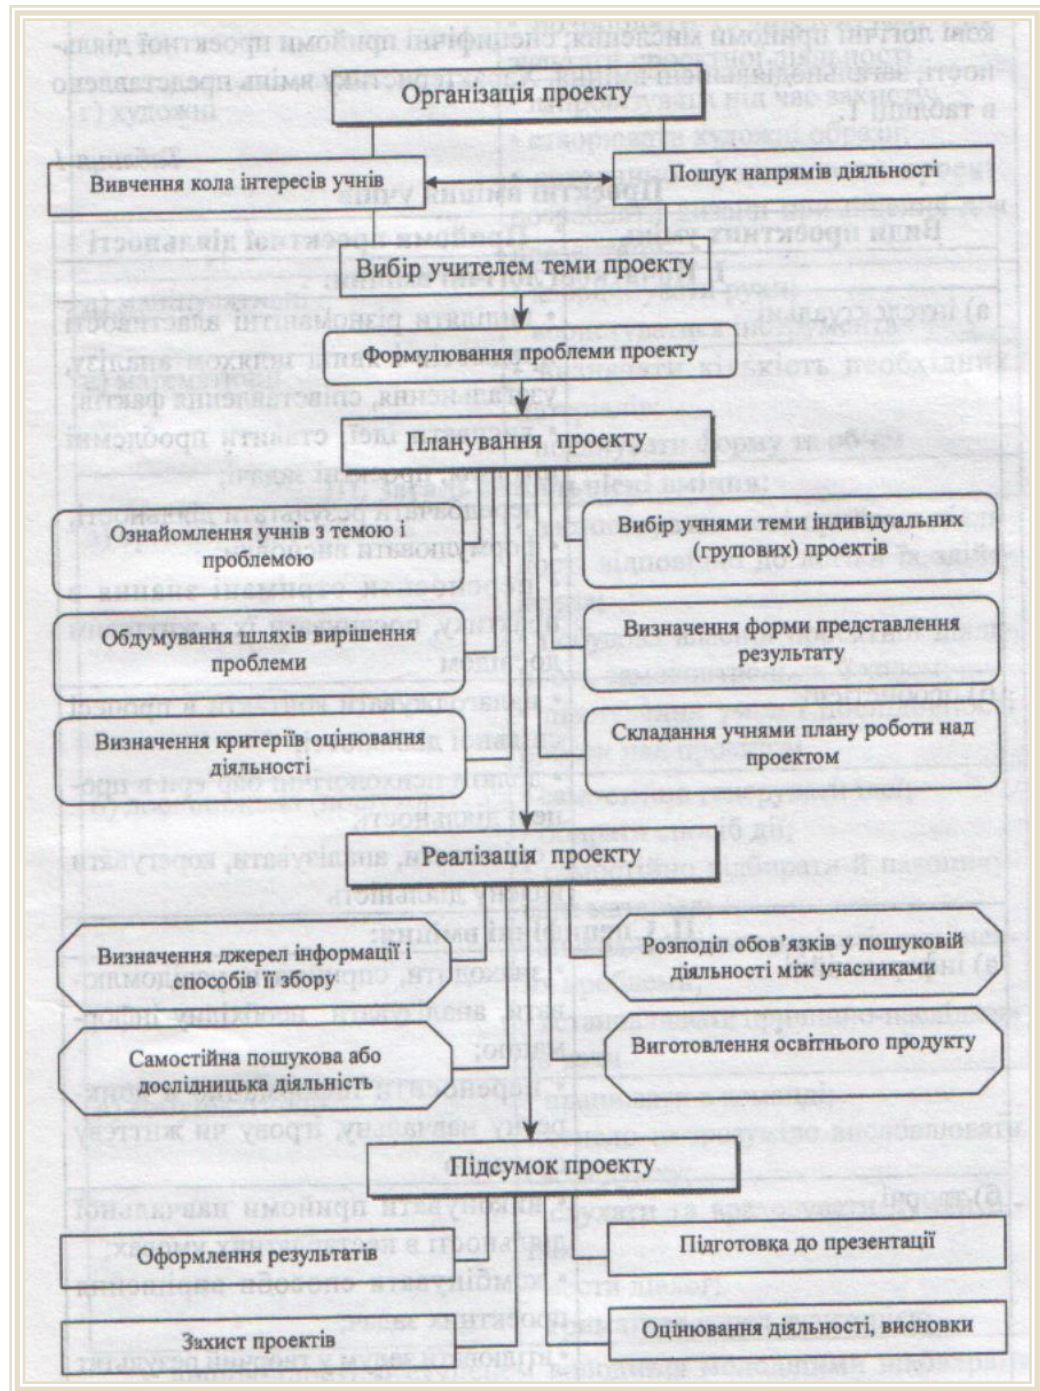 Організація проекту
Вивчення кола інтересів учнів
Пошук напрямів діяльності
Вибір учителем теми проекту
Формулювання проблеми проекту
Планування проекту
Ознайомлення учнів з темою і
проблемою
Вибір учнями теми індивідуальних
(групових) проектів
Обдумування шляхів вирішення
проблеми
Визначення форми представлення
результату
Визначення критеріїв оцінювання
діяльності
Складання учнями плану роботи над
проектом
Реалізація проекту
Визначення джерел інформації і
способів її збору
Розподіл обов’язків у пошуковій
діяльності між учасниками
Самостійна пошукова або
дослідницька діяльність
Виготовлення освітнього продукту
Підсумок проекту
Оформлення результатів
Підготовка до презентації
Захист проектів
Оцінювання діяльності, висновки